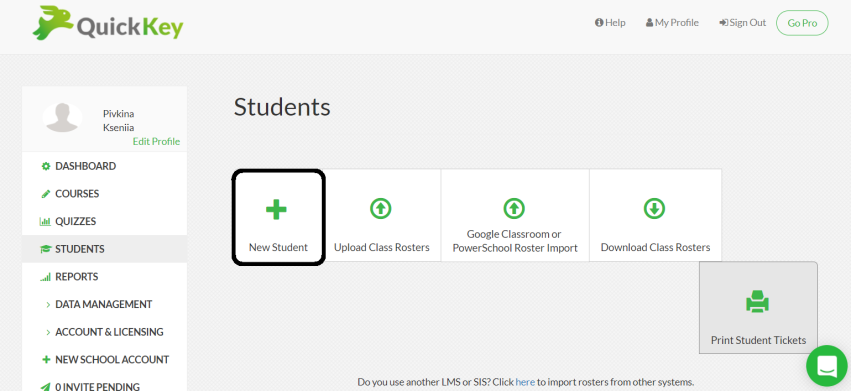 QuickKey
Help
My Profile
Sign Out
Go Pro
Pivkina
Kseniia
Edit Profile
DASHBOARD
COURSES
QUIZZES
STUDENTS
REPORTS
DATA MANAGEMENT
ACCOUNT & LICENSING
NEW SCHOOL ACCOUNT
0 INVITE PENDING
Students
New Student
Upload Class Rosters
Google Classroom or
PowerSchool Roster Import
Download Class Rosters
Print Student Tickets
Do you use another LMS or SIS? Click here to import rosters from other systems.